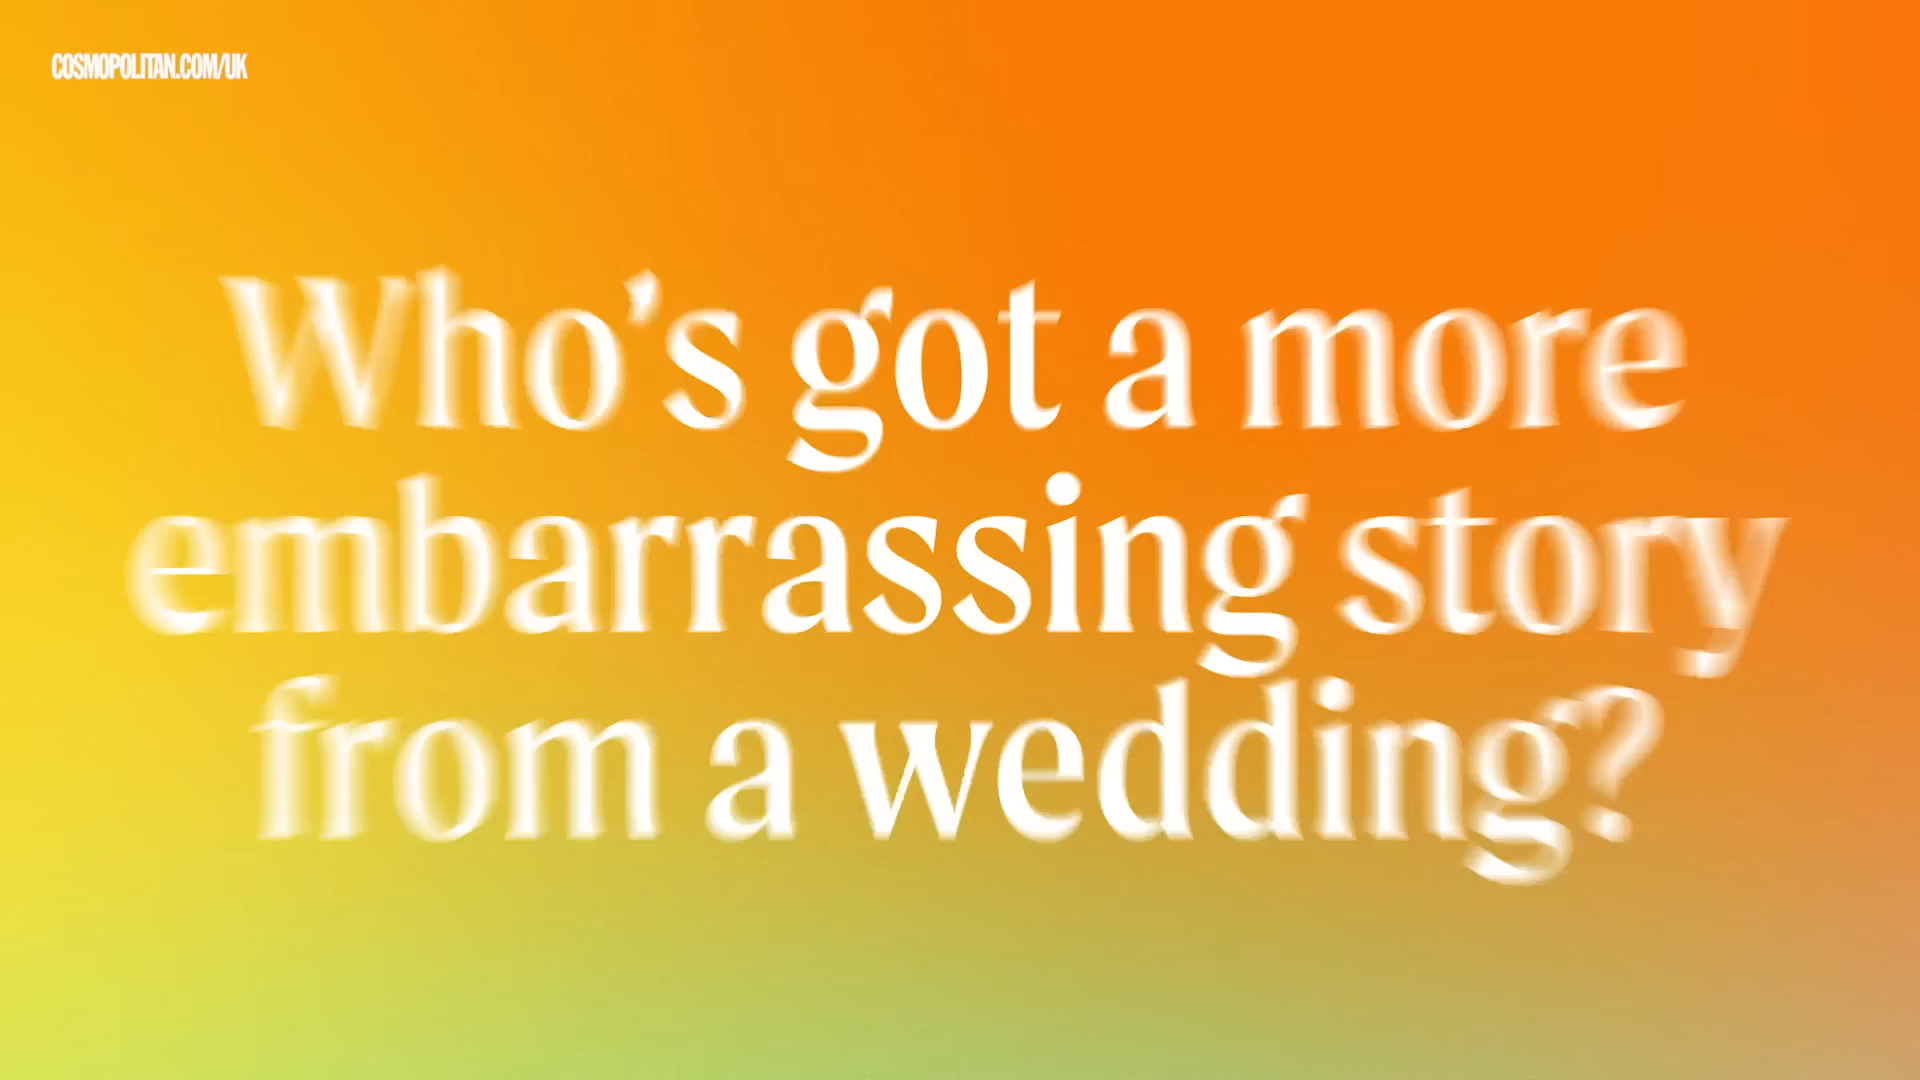 COSMOPOLITAN.COM/UK
Who's got a more
embarrassing story
from a wedding?